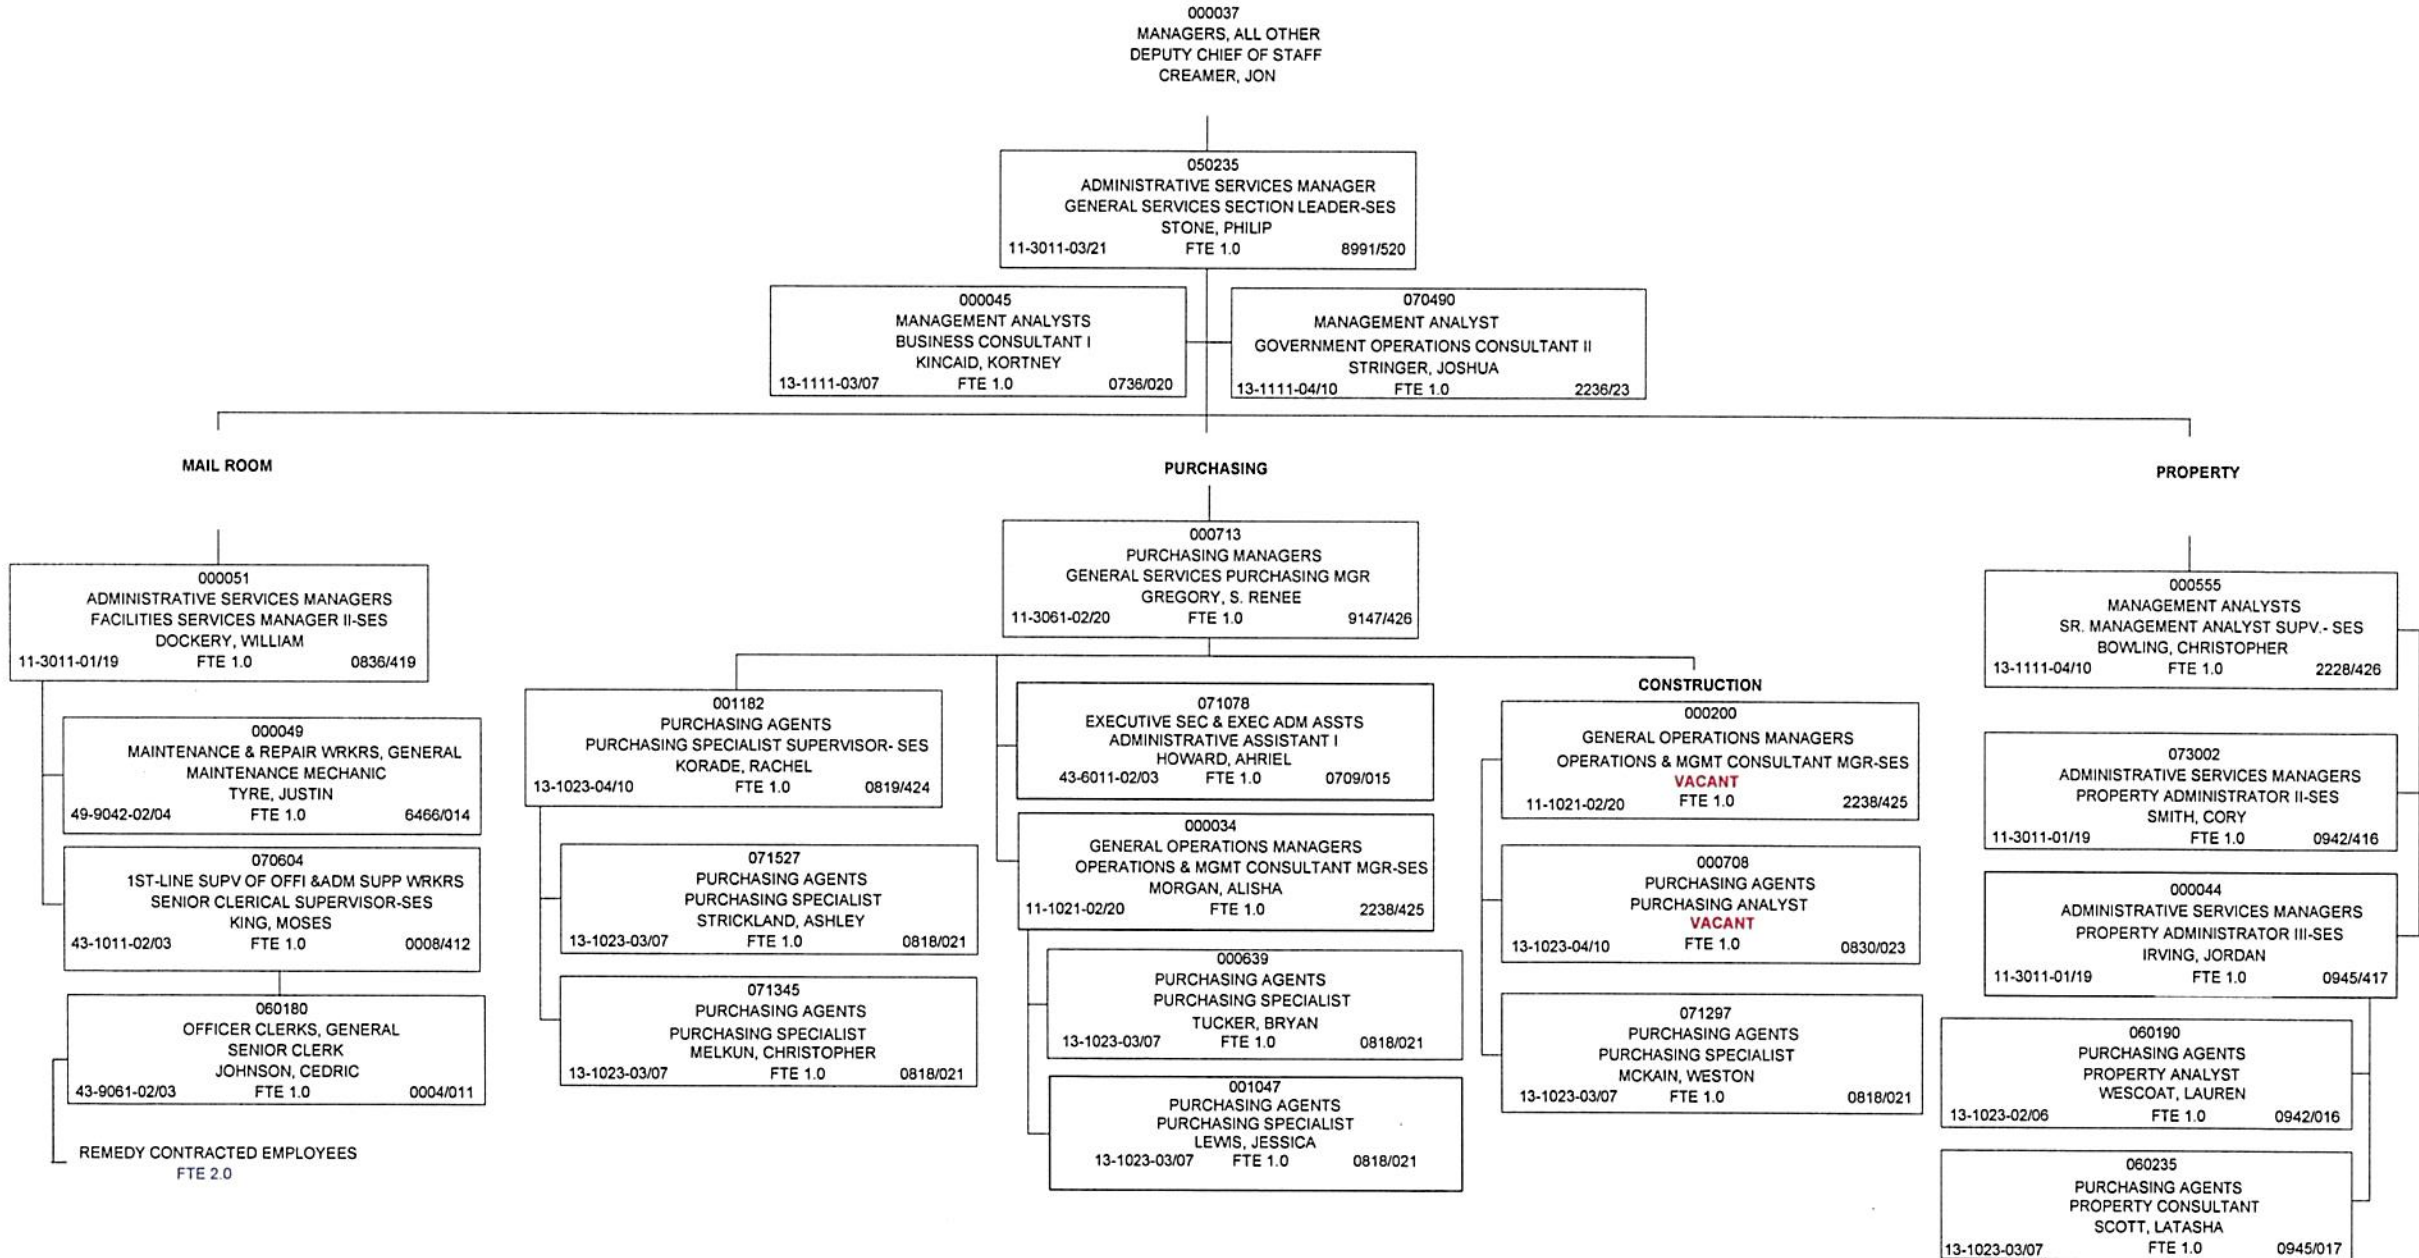 000037
MANAGERS, ALL OTHER
DEPUTY CHIEF OF STAFF
CREAMER, JON
050235
ADMINISTRATIVE SERVICES MANAGER
GENERAL SERVICES SECTION LEADER-SES
STONE, PHILIP
11-3011-03/21 FTE 1.0 8991/520
000045
MANAGEMENT ANALYSTS
BUSINESS CONSULTANT I
KINCAID, KORTNEY
13-1111-03/07 FTE 1.0 0736/020
070490
MANAGEMENT ANALYST
GOVERNMENT OPERATIONS CONSULTANT II
STRINGER, JOSHUA
13-1111-04/10 FTE 1.0 2236/23
MAIL ROOM
000051
ADMINISTRATIVE SERVICES MANAGERS
FACILITIES SERVICES MANAGER II-SES
DOCKERY, WILLIAM
11-3011-01/19 FTE 1.0 0836/419
000049
MAINTENANCE & REPAIR WRKRS, GENERAL
MAINTENANCE MECHANIC
TYRE, JUSTIN
49-9042-02/04 FTE 1.0 6466/014
070604
1ST-LINE SUPV OF OFFI &ADM SUPP WRKRS
SENIOR CLERICAL SUPERVISOR-SES
KING, MOSES
43-1011-02/03 FTE 1.0 0008/412
060180
OFFICER CLERKS, GENERAL
SENIOR CLERK
JOHNSON, CEDRIC
43-9061-02/03 FTE 1.0 0004/011
REMEDY CONTRACTED EMPLOYEES
FTE 2.0
PURCHASING
000713
PURCHASING MANAGERS
GENERAL SERVICES PURCHASING MGR
GREGORY, S. RENEE
11-3061-02/20 FTE 1.0 9147/426
001182
PURCHASING AGENTS
PURCHASING SPECIALIST SUPERVISOR- SES
KORADE, RACHEL
13-1023-04/10 FTE 1.0 0819/424
071527
PURCHASING AGENTS
PURCHASING SPECIALIST
STRICKLAND, ASHLEY
13-1023-03/07 FTE 1.0 0818/021
071345
PURCHASING AGENTS
PURCHASING SPECIALIST
MELKUN, CHRISTOPHER
13-1023-03/07 FTE 1.0 0818/021
071078
EXECUTIVE SEC & EXEC ADM ASSTS
ADMINISTRATIVE ASSISTANT I
HOWARD, AHRIEL
43-6011-02/03 FTE 1.0 0709/015
000034
GENERAL OPERATIONS MANAGERS
OPERATIONS & MGMT CONSULTANT MGR-SES
MORGAN, ALISHA
11-1021-02/20 FTE 1.0 2238/425
000639
PURCHASING AGENTS
PURCHASING SPECIALIST
TUCKER, BRYAN
13-1023-03/07 FTE 1.0 0818/021
001047
PURCHASING AGENTS
PURCHASING SPECIALIST
LEWIS, JESSICA
13-1023-03/07 FTE 1.0 0818/021
CONSTRUCTION
000200
GENERAL OPERATIONS MANAGERS
OPERATIONS & MGMT CONSULTANT MGR-SES
VACANT
11-1021-02/20 FTE 1.0 2238/425
000708
PURCHASING AGENTS
PURCHASING ANALYST
VACANT
13-1023-04/10 FTE 1.0 0830/023
071297
PURCHASING AGENTS
PURCHASING SPECIALIST
MCKAIN, WESTON
13-1023-03/07 FTE 1.0 0818/021
PROPERTY
000555
MANAGEMENT ANALYSTS
SR. MANAGEMENT ANALYST SUPV.- SES
BOWLING, CHRISTOPHER
13-1111-04/10 FTE 1.0 2228/426
073002
ADMINISTRATIVE SERVICES MANAGERS
PROPERTY ADMINISTRATOR II-SES
SMITH, CORY
11-3011-01/19 FTE 1.0 0942/416
000044
ADMINISTRATIVE SERVICES MANAGERS
PROPERTY ADMINISTRATOR III-SES
IRVING, JORDAN
11-3011-01/19 FTE 1.0 0945/417
060190
PURCHASING AGENTS
PROPERTY ANALYST
WESCOAT, LAUREN
13-1023-02/06 FTE 1.0 0942/016
060235
PURCHASING AGENTS
PROPERTY CONSULTANT
SCOTT, LATASHA
13-1023-03/07 FTE 1.0 0945/017